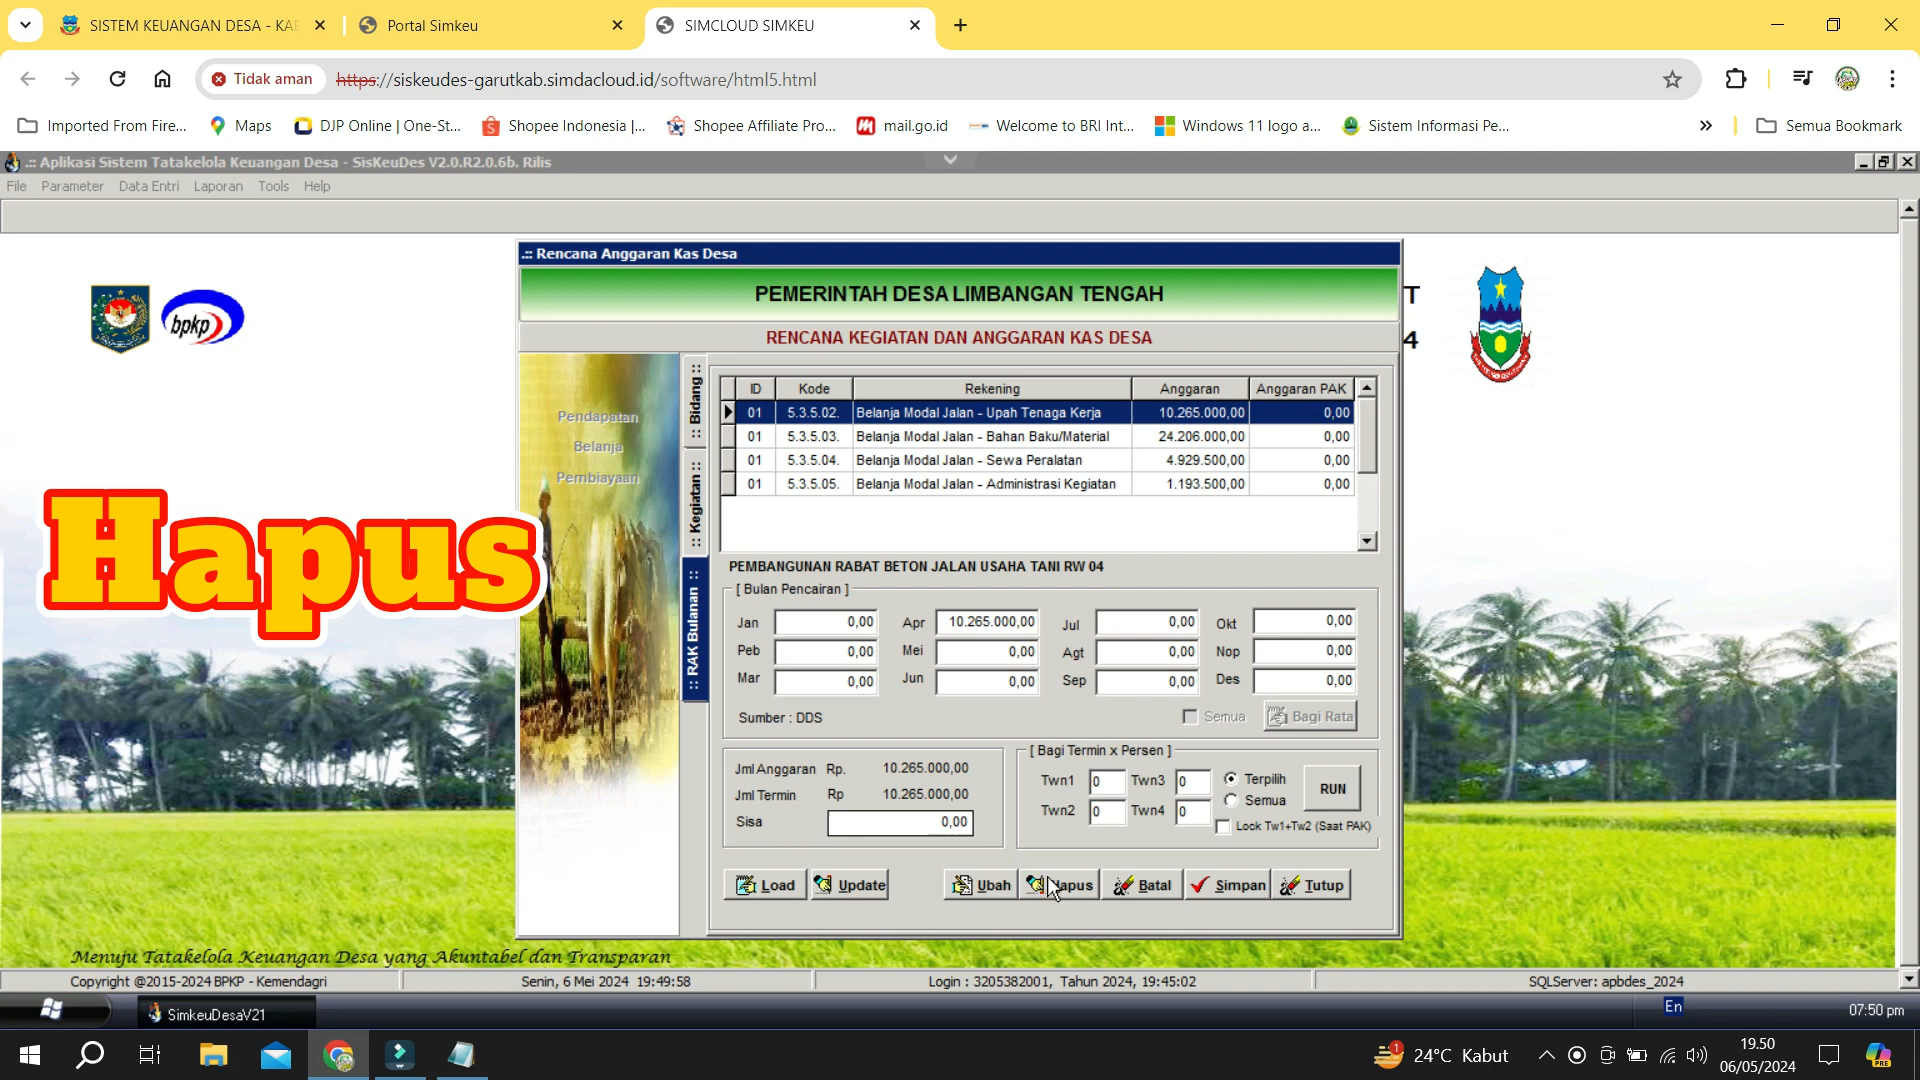 SISTEM KEUANGAN DESA - KAB
Portal Simkeu
SIMCLOUD SIMKEU
Tidak aman
https://siskeudes-garutkab.simdacloud.id/software/html5.html
Imported From Fire...
Maps
DJP Online | One-St...
Shopee Indonesia |...
Shopee Affiliate Pro...
mail.go.id
Welcome to BRI Int...
Windows 11 logo a...
Sistem Informasi Pe...
Semua Bookmark
.:: Aplikasi Sistem Tatakelola Keuangan Desa - SisKeuDes V2.0.R2.0.6b. Rilis
File Parameter Data Entri Laporan Tools Help
.:: Rencana Anggaran Kas Desa
PEMERINTAH DESA LIMBANGAN TENGAH
T
4
RENCANA KEGIATAN DAN ANGGARAN KAS DESA
bpkp
Pendapatan
Belanja
Pembiayaan
:: Bidang ::
:: Kegiatan ::
:: RAK Bulanan ::
ID Kode Rekening Anggaran Anggaran PAK
01 5.3.5.02. Belanja Modal Jalan - Upah Tenaga Kerja 10.265.000,00 0,00
01 5.3.5.03. Belanja Modal Jalan - Bahan Baku/Material 24.206.000,00 0,00
01 5.3.5.04. Belanja Modal Jalan - Sewa Peralatan 4.929.500,00 0,00
01 5.3.5.05. Belanja Modal Jalan - Administrasi Kegiatan 1.193.500,00 0,00
Hapus
PEMBANGUNAN RABAT BETON JALAN USAHA TANI RW 04
[ Bulan Pencairan ]
Jan 0,00 Apr 10.265.000,00 Jul 0,00 Okt 0,00
Peb 0,00 Mei 0,00 Agt 0,00 Nop 0,00
Mar 0,00 Jun 0,00 Sep 0,00 Des 0,00
Sumber : DDS
Semua
Bagi Rata
Jml Anggaran Rp. 10.265.000,00
Jml Termin Rp 10.265.000,00
Sisa 0,00
[ Bagi Termin x Persen ]
Twn1 0 Twn3 0 Terpilih
Twn2 0 Twn4 0 Semua
RUN
Lock Tw1+Tw2 (Saat PAK)
Load Update Ubah Hapus Batal Simpan Tutup
Menuju Tatakelola Keuangan Desa yang Akuntabel dan Transparan
Copyright @2015-2024 BPKP - Kemendagri
Senin, 6 Mei 2024 19:49:58
Login : 3205382001, Tahun 2024, 19:45:02
SQLServer: apbdes_2024
SimkeuDesaV21
En
07:50 pm
1
24°C Kabut
19.50
06/05/2024
PRE